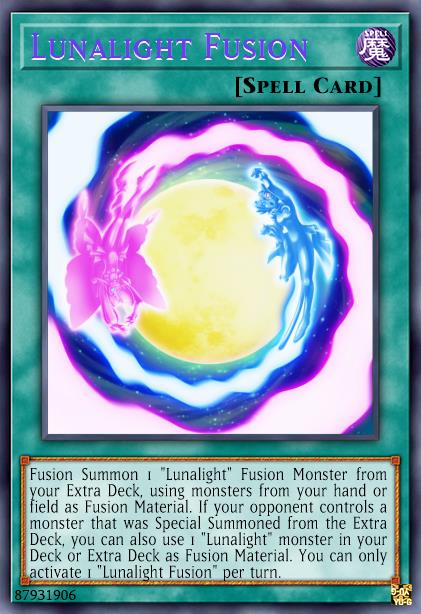 Lunalight Fusion
SPELL
魔
[Spell Card]
Fusion Summon 1 "Lunalight" Fusion Monster from
your Extra Deck, using monsters from your hand or
field as Fusion Material. If your opponent controls a
monster that was Special Summoned from the Extra
Deck, you can also use 1 "Lunalight" monster in your
Deck or Extra Deck as Fusion Material. You can only
activate 1 "Lunalight Fusion" per turn.
87931906